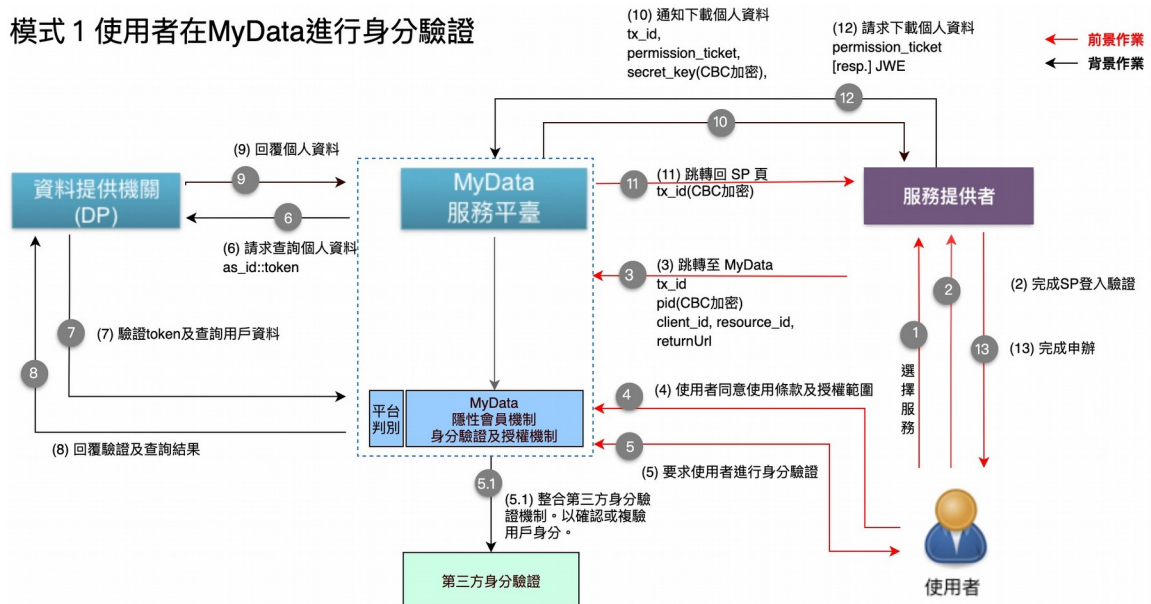 模式 1 使用者在MyData進行身分驗證
(10) 通知下載個人資料
tx_id,
permission_ticket,
secret_key(CBC加密),
(12) 請求下載個人資料
permission_ticket
[resp.] JWE
前景作業
背景作業
12
10
(9) 回覆個人資料
9
資料提供機關
(DP)
MyData
服務平臺
(11) 跳轉回 SP 頁
11
tx_id(CBC加密)
服務提供者
6
(6) 請求查詢個人資料
as_id::token
3
(3) 跳轉至 MyData
tx_id
pid(CBC加密)
client_id, resource_id,
returnUrl
2
(2) 完成SP登入驗證
7
(7) 驗證token及查詢用戶資料
1
選擇服務
13
(13) 完成申辦
8
平台
判別
MyData
隱性會員機制
身分驗證及授權機制
4
(4) 使用者同意使用條款及授權範圍
5
(5) 要求使用者進行身分驗證
(8) 回覆驗證及查詢結果
5.1
(5.1) 整合第三方身分驗
證機制。以確認或複驗
用戶身分。
第三方身分驗證
使用者